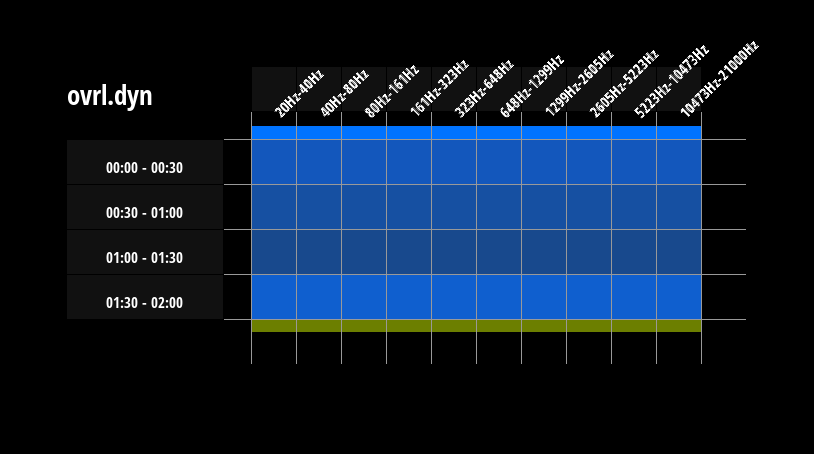 ovrl.dyn
20Hz-40Hz
40Hz-80Hz
80Hz-161Hz
161Hz-323Hz
323Hz-648Hz
648Hz-1299Hz
1299Hz-2605Hz
2605Hz-5223Hz
5223Hz-10473Hz
10473Hz-21000Hz
00:00 - 00:30
00:30 - 01:00
01:00 - 01:30
01:30 - 02:00